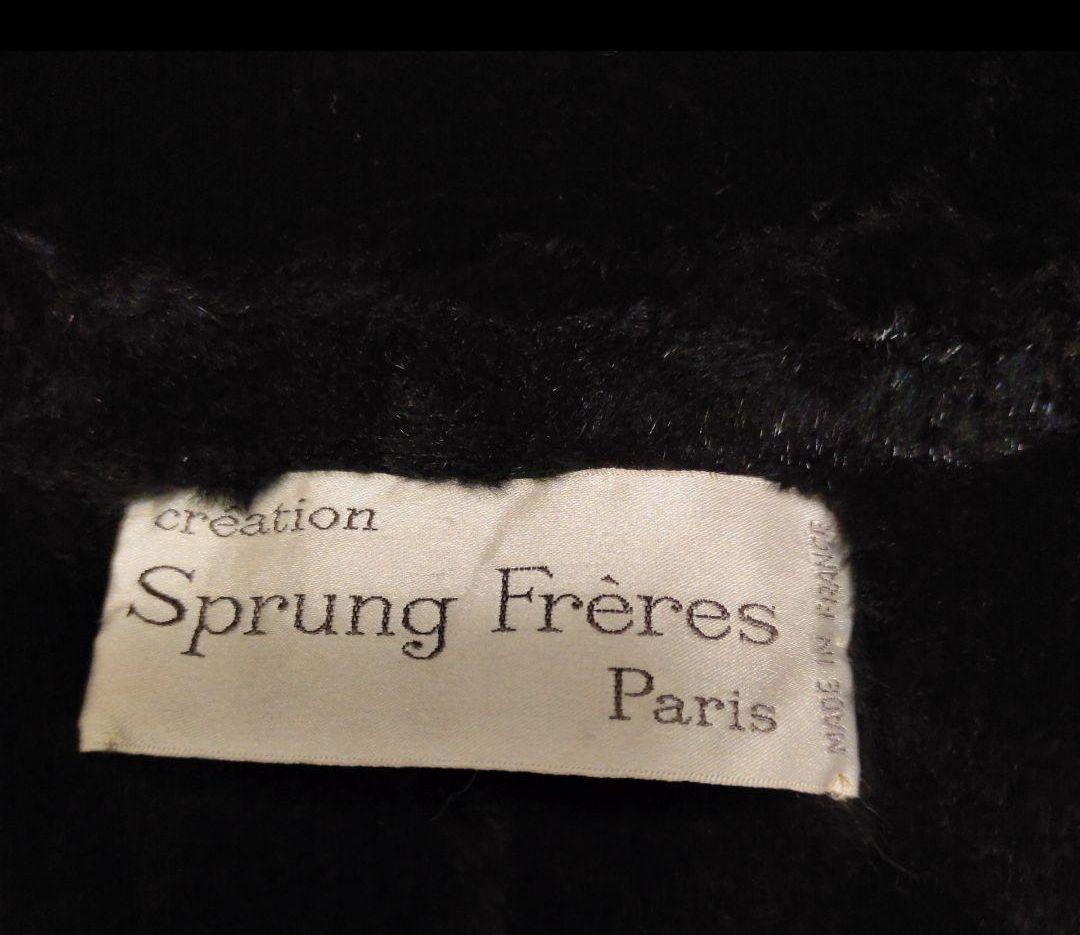 création
Sprung Frères
Paris
MADE IN FRANCE